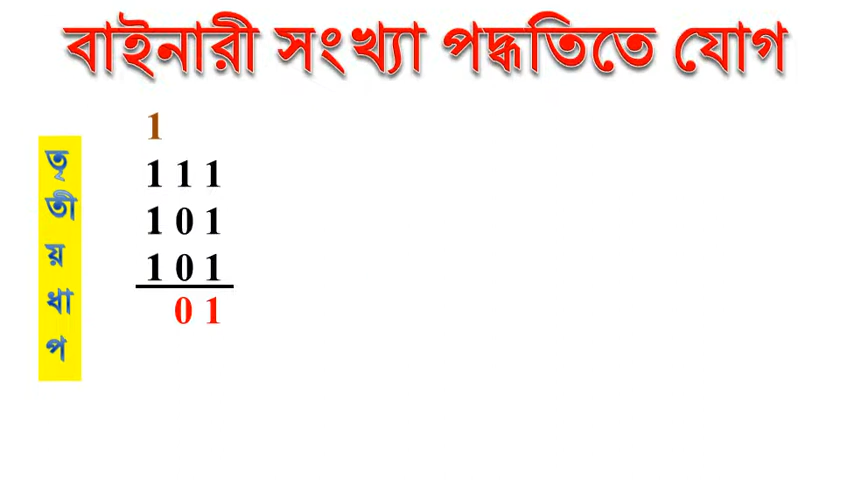 বাইনারী সংখ্যা পদ্ধতিতে যোগ
1
তৃতীয় ধাপ
1 1 1
1 0 1
1 0 1
0 1